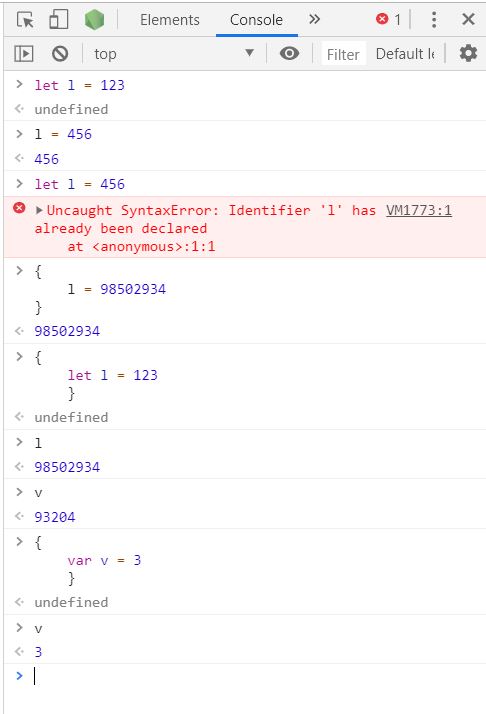 Elements Console » 1
top Filter Default le
> let l = 123
undefined
> l = 456
456
> let l = 456
Uncaught SyntaxError: Identifier 'l' has VM1773:1
already been declared
at <anonymous>:1:1
> {
l = 98502934
}
98502934
> {
let l = 123
}
undefined
> l
98502934
> v
93204
> {
var v = 3
}
undefined
> v
3
>